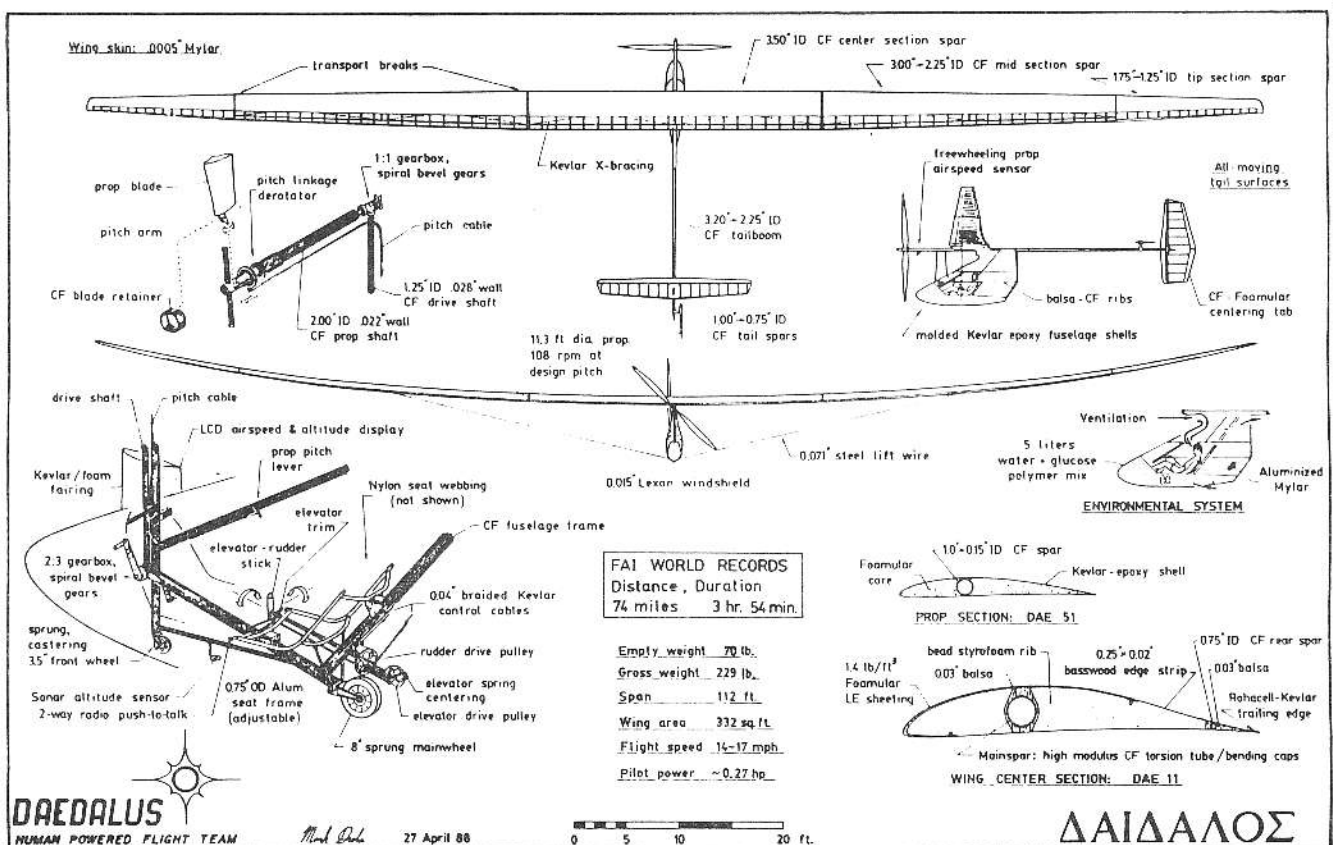 Wing skin: .0005" Mylar
transport breaks
3.50" ID CF center section spar
3.00"-2.25" ID CF mid section spar
1.75"-1.25" ID tip section spar
Kevlar X-bracing
prop blade
pitch linkage
derotator
1:1 gearbox,
spiral bevel gears
pitch arm
pitch cable
CF blade retainer
1.25" ID .028" wall
CF drive shaft
2.00" ID .022" wall
CF prop shaft
3.20"-2.25" ID
CF tailboom
1.00"-0.75" ID
CF tail spars
freewheeling prop
airspeed sensor
All-moving
tail surfaces
balsa-CF ribs
CF-Foamular
centering tab
molded Kevlar epoxy fuselage shells
11.3 ft dia. prop
108 rpm at
design pitch
0.071" steel lift wire
0.015" Lexan windshield
drive shaft
pitch cable
LCD airspeed & altitude display
Kevlar/foam
fairing
prop pitch
lever
Nylon seat webbing
(not shown)
elevator
trim
CF fuselage frame
elevator-rudder
stick
2:3 gearbox,
spiral bevel
gears
0.04" braided Kevlar
control cables
sprung,
castering
3.5" front wheel
rudder drive pulley
elevator spring
centering
elevator drive pulley
Sonar altitude sensor
2-way radio push-to-talk
0.75" OD Alum
seat frame
(adjustable)
8" sprung mainwheel
Ventilation
5 liters
water + glucose
polymer mix
Aluminized
Mylar
ENVIRONMENTAL SYSTEM
FAI WORLD RECORDS
Distance, Duration
74 miles 3 hr. 54 min.
Empty weight 70 lb.
Gross weight 229 lb.
Span 112 ft.
Wing area 332 sq.ft.
Flight speed 14-17 mph
Pilot power ~0.27 hp
1.0"-0.15" ID CF spar
Foamular
core
Kevlar-epoxy shell
PROP SECTION: DAE 51
bead styrofoam rib
0.03" balsa
0.25" × 0.02"
basswood edge strip
0.75" ID CF rear spar
0.03" balsa
1.4 lb/ft³
Foamular
LE sheeting
Rohacell-Kevlar
trailing edge
Mainspar: high modulus CF torsion tube/bending caps
WING CENTER SECTION: DAE 11
DAEDALUS
HUMAN POWERED FLIGHT TEAM
27 April 88
0 5 10 20 ft.
ΔΑΙΔΑΛΟΣ